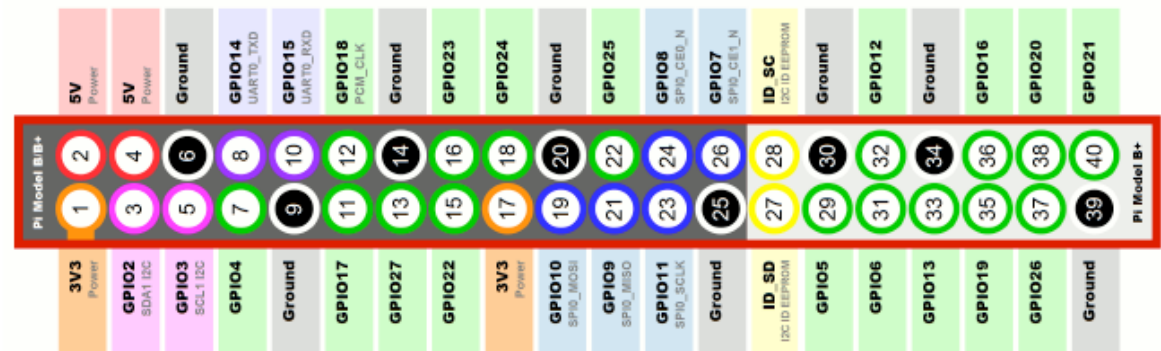 5V
Power
5V
Power
Ground
GPIO14
UART0_TXD
GPIO15
UART0_RXD
GPIO18
PCM_CLK
Ground
GPIO23
GPIO24
Ground
GPIO25
GPIO8
SPI0_CE0_N
GPIO7
SPI0_CE1_N
ID_SC
I2C ID EEPROM
Ground
GPIO12
Ground
GPIO16
GPIO20
GPIO21
Pi Model B/B+
2 4 6 8 10 12 14 16 18 20 22 24 26 28 30 32 34 36 38 40
1 3 5 7 9 11 13 15 17 19 21 23 25 27 29 31 33 35 37 39
Pi Model B+
3V3
Power
GPIO2
SDA1 I2C
GPIO3
SCL1 I2C
GPIO4
Ground
GPIO17
GPIO27
GPIO22
3V3
Power
GPIO10
SPI0_MOSI
GPIO9
SPI0_MISO
GPIO11
SPI0_SCLK
Ground
ID_SD
I2C ID EEPROM
GPIO5
GPIO6
GPIO13
GPIO19
GPIO26
Ground